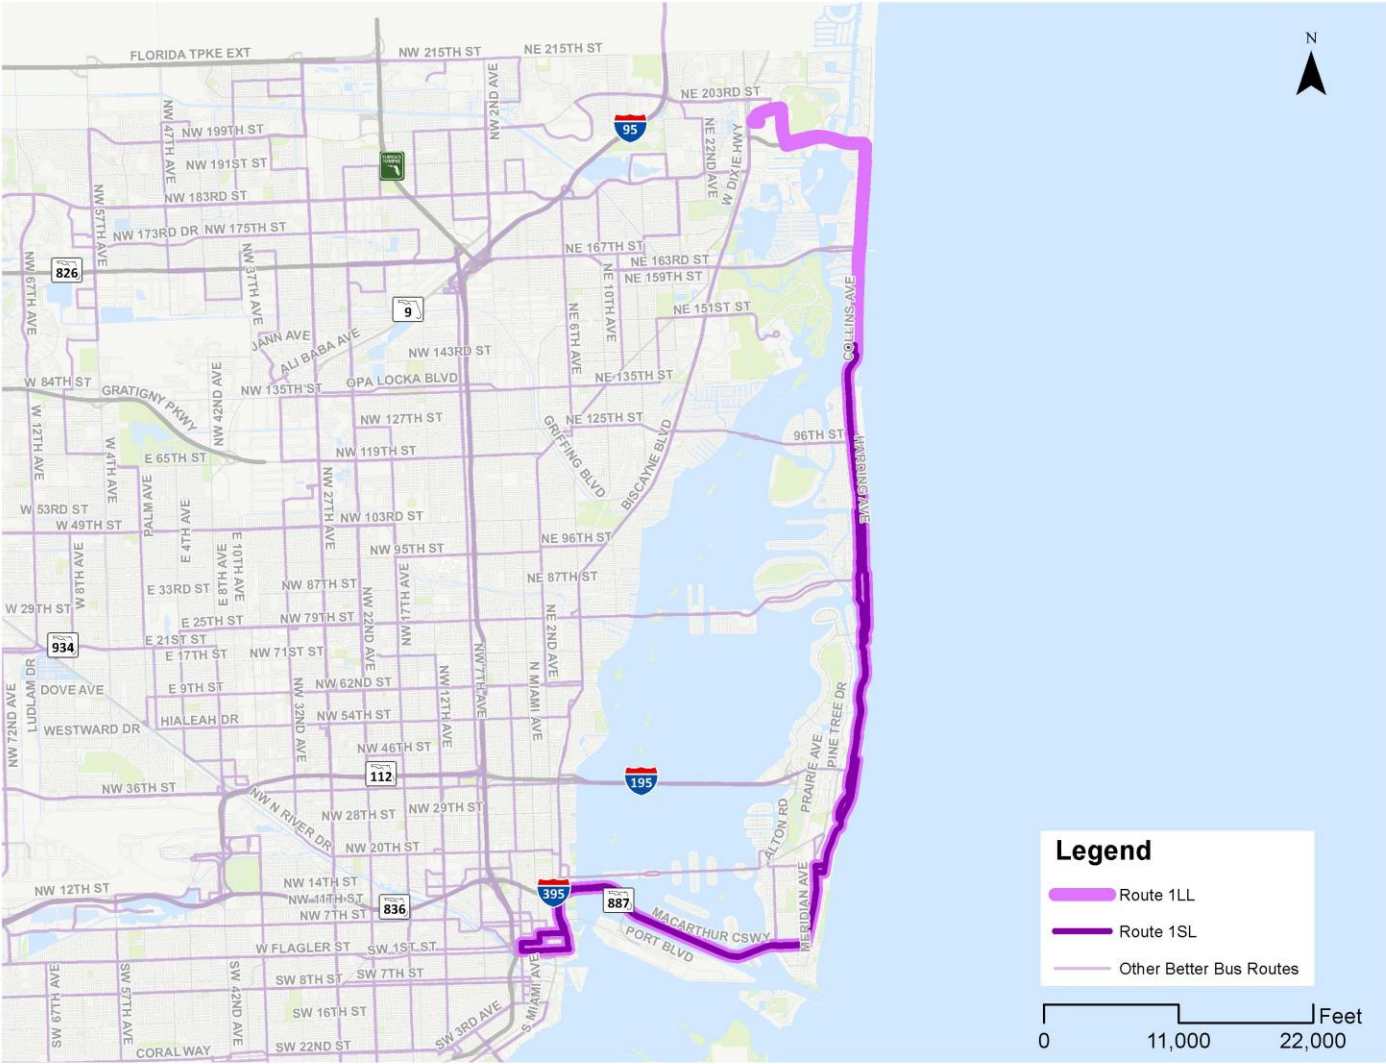 N
FLORIDA TPKE EXT
NW 215TH ST
NE 215TH ST
NW 2ND AVE
NE 203RD ST
NW 47TH AVE
NW 199TH ST
95
NE 22ND AVE
W DIXIE HWY
NW 191ST ST
NW 183RD ST
NW 57TH AVE
NW 173RD DR
NW 175TH ST
NE 167TH ST
NE 163RD ST
NE 159TH ST
NW 67TH AVE
826
NW 37TH AVE
NE 10TH AVE
9
NE 6TH AVE
NE 151ST ST
COLLINS AVE
JANN AVE
ALI BABA AVE
NW 143RD ST
W 84TH ST
GRATIGNY PKWY
NW 42ND AVE
NW 135TH ST
OPA LOCKA BLVD
NE 135TH ST
W 12TH AVE
NW 127TH ST
NE 125TH ST
GRIFFING BLVD
BISCAYNE BLVD
96TH ST
HARDING AVE
W 4TH AVE
E 65TH ST
NW 119TH ST
PALM AVE
NW 27TH AVE
W 53RD ST
W 49TH ST
E 4TH AVE
NW 103RD ST
E 10TH AVE
E 8TH AVE
NW 95TH ST
NE 96TH ST
W 8TH AVE
E 33RD ST
NW 87TH ST
NW 17TH AVE
NE 87TH ST
W 29TH ST
E 25TH ST
NW 79TH ST
NW 22ND AVE
NE 2ND AVE
934
E 21ST ST
E 17TH ST
NW 71ST ST
LUDLAM DR
DOVE AVE
E 9TH ST
NW 62ND ST
NW 12TH AVE
NW 7TH AVE
N MIAMI AVE
NW 72ND AVE
WESTWARD DR
HIALEAH DR
NW 32ND AVE
NW 54TH ST
PINE TREE DR
PRAIRIE AVE
NW 46TH ST
112
195
NW 36TH ST
NW N RIVER DR
NW 28TH ST
NW 29TH ST
ALTON RD
NW 20TH ST
MERIDIAN AVE
NW 12TH ST
NW 14TH ST
NW 11TH ST
NW 7TH ST
836
395
887
MACARTHUR CSWY
PORT BLVD
W FLAGLER ST
SW 1ST ST
SW 67TH AVE
SW 57TH AVE
SW 42ND AVE
SW 8TH ST
SW 7TH ST
S MIAMI AVE
SW 16TH ST
SW 3RD AVE
CORAL WAY
SW 22ND ST
Legend
Route 1LL
Route 1SL
Other Better Bus Routes
Feet
0 11,000 22,000